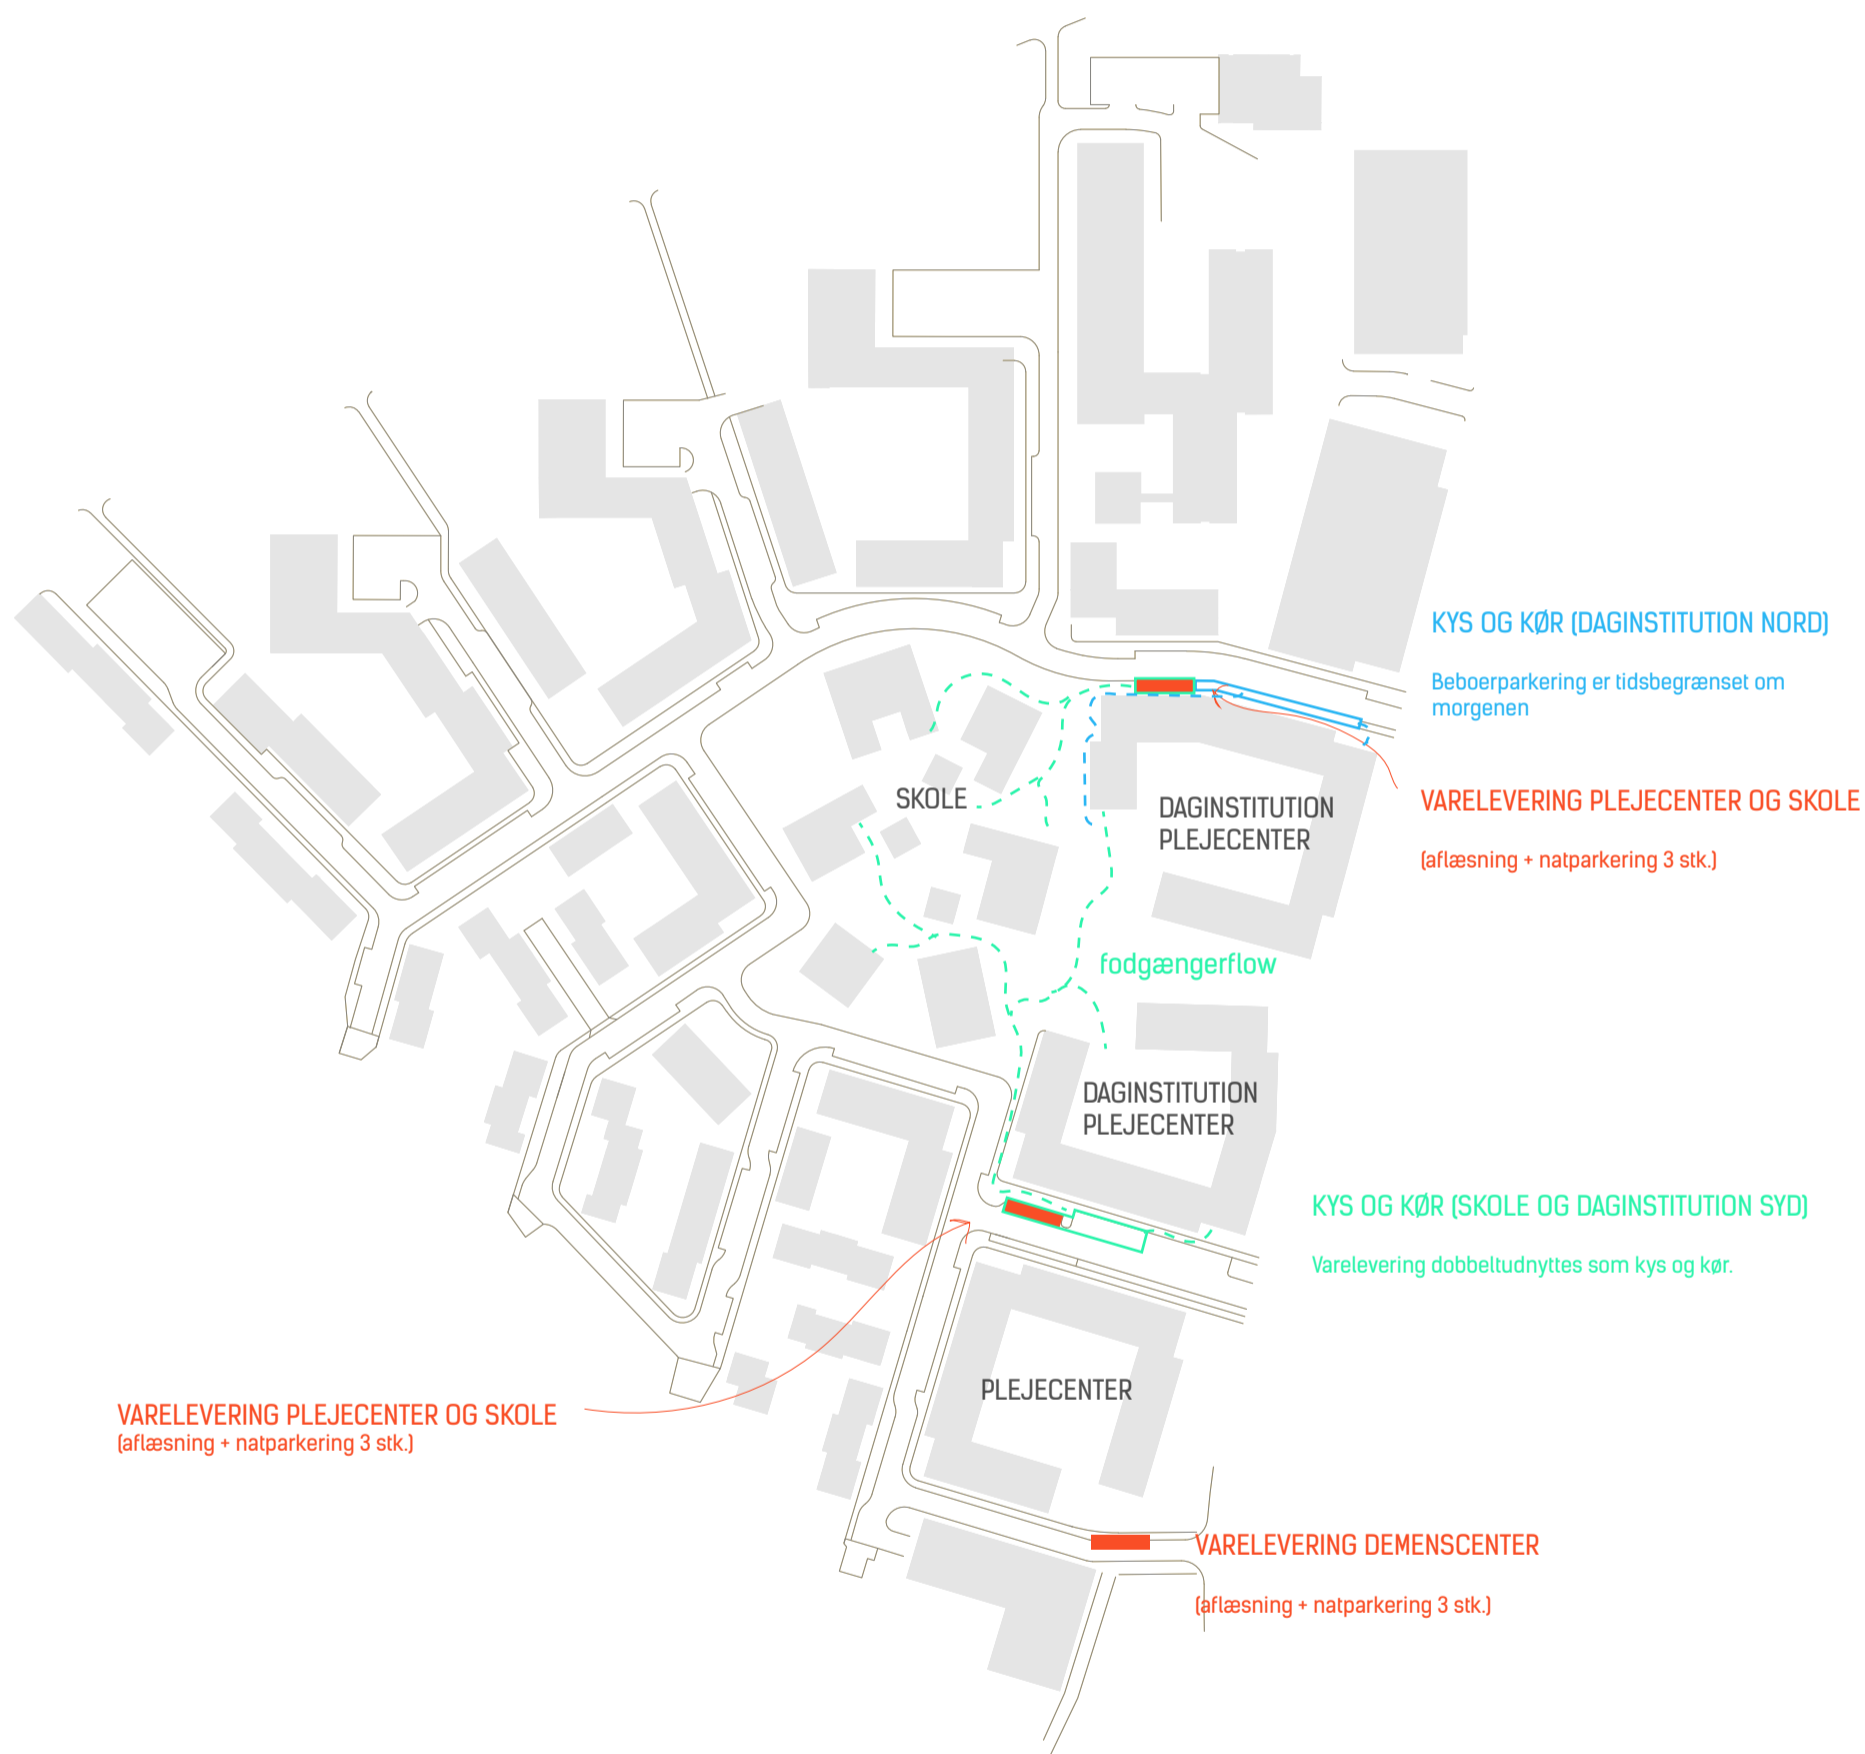 KYS OG KØR (DAGINSTITUTION NORD)
Beboerparkering er tidsbegrænset om
morgenen
SKOLE
DAGINSTITUTION
PLEJECENTER
VARELEVERING PLEJECENTER OG SKOLE
(aflæsning + natparkering 3 stk.)
fodgængerflow
DAGINSTITUTION
PLEJECENTER
KYS OG KØR (SKOLE OG DAGINSTITUTION SYD)
Varelevering dobbeltudnyttes som kys og kør.
PLEJECENTER
VARELEVERING PLEJECENTER OG SKOLE
(aflæsning + natparkering 3 stk.)
VARELEVERING DEMENSCENTER
(aflæsning + natparkering 3 stk.)